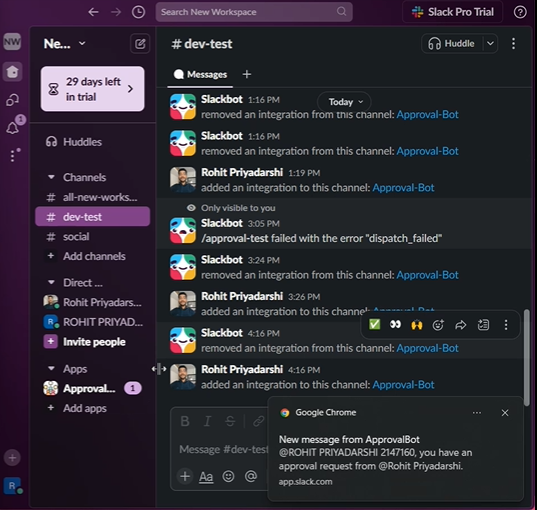 Search New Workspace
Slack Pro Trial
NW
Ne...
# dev-test
Huddle
29 days left
in trial
Messages
1
Huddles
Channels
# all-new-works...
# dev-test
# social
+ Add channels
Direct ...
Rohit Priyadars...
R ROHIT PRIYAD...
+ Invite people
Apps
Approval... 1
+ Add apps
R
Today
Slackbot 1:16 PM
removed an integration from this channel: Approval-Bot
Slackbot 1:16 PM
removed an integration from this channel: Approval-Bot
Rohit Priyadarshi 1:19 PM
added an integration to this channel: Approval-Bot
Only visible to you
Slackbot 3:05 PM
/approval-test failed with the error "dispatch_failed"
Slackbot 3:24 PM
removed an integration from this channel: Approval-Bot
Rohit Priyadarshi 3:26 PM
added an integration to this channel: Approval-Bot
Slackbot 4:16 PM
removed an integration from this channel: Approval-Bot
Rohit Priyadarshi 4:16 PM
added an integration to this channel: Approval-Bot
B I S
Message #dev-test
+ Aa @
Google Chrome
New message from ApprovalBot
@ROHIT PRIYADARSHI 2147160, you have an
approval request from @Rohit Priyadarshi.
app.slack.com